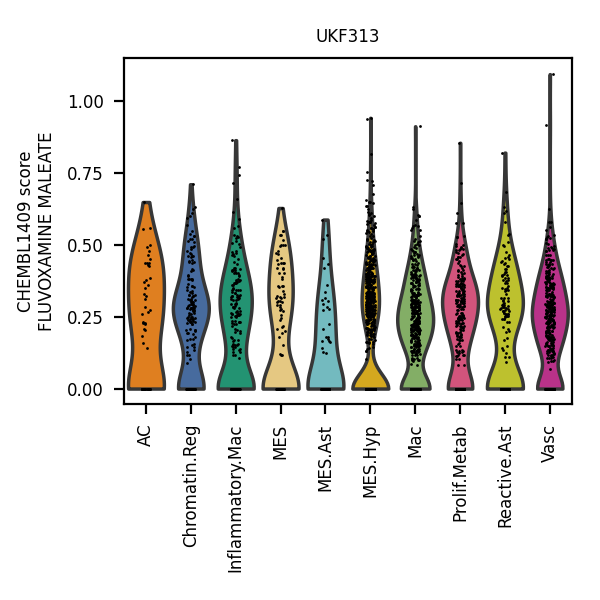 UKF313
CHEMBL1409 score
FLUVOXAMINE MALEATE
1.00
0.75
0.50
0.25
0.00
AC
Chromatin.Reg
Inflammatory.Mac
MES
MES.Ast
MES.Hyp
Mac
Prolif.Metab
Reactive.Ast
Vasc